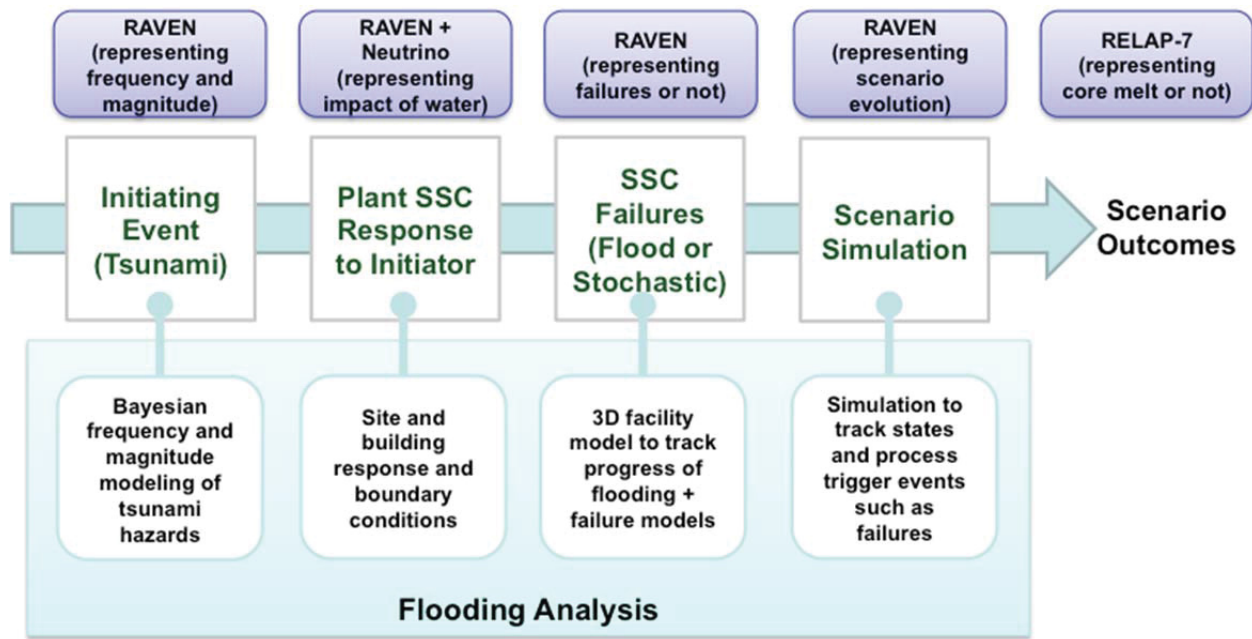 RAVEN
(representing
frequency and
magnitude)
RAVEN +
Neutrino
(representing
impact of water)
RAVEN
(representing
failures or not)
RAVEN
(representing
scenario
evolution)
RELAP-7
(representing
core melt or not)
Initiating
Event
(Tsunami)
Plant SSC
Response
to Initiator
SSC
Failures
(Flood or
Stochastic)
Scenario
Simulation
Scenario
Outcomes
Bayesian
frequency and
magnitude
modeling of
tsunami
hazards
Site and
building
response and
boundary
conditions
3D facility
model to track
progress of
flooding +
failure models
Simulation to
track states
and process
trigger events
such as
failures
Flooding Analysis